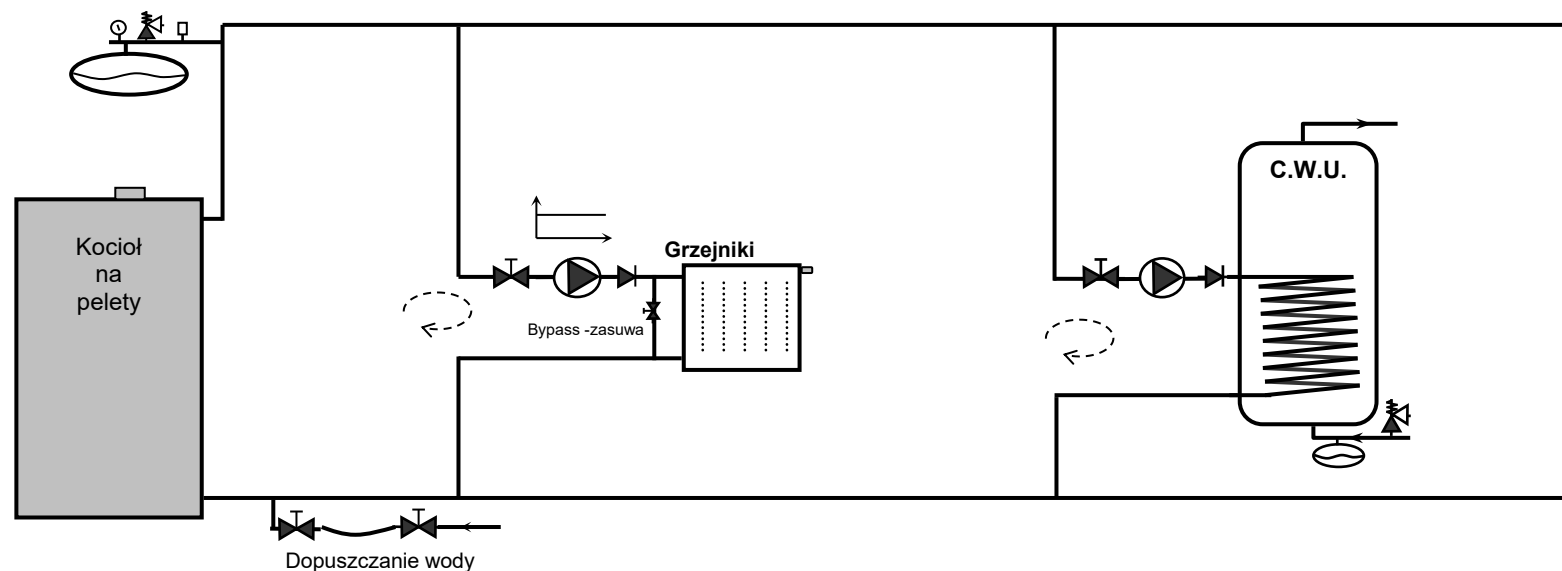 C.W.U.
Kocioł
na
pelety
Grzejniki
Bypass -zasuwa
Dopuszczanie wody